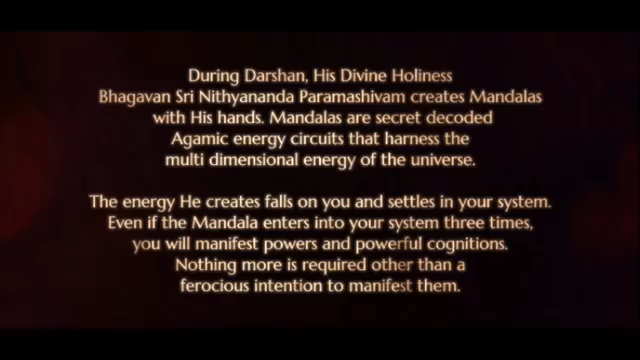 During Darshan, His Divine Holiness
Bhagavan Sri Nithyananda Paramashivam creates Mandalas
with His hands. Mandalas are secret decoded
Agamic energy circuits that harness the
multi dimensional energy of the universe.
The energy He creates falls on you and settles in your system.
Even if the Mandala enters into your system three times,
you will manifest powers and powerful cognitions.
Nothing more is required other than a
ferocious intention to manifest them.